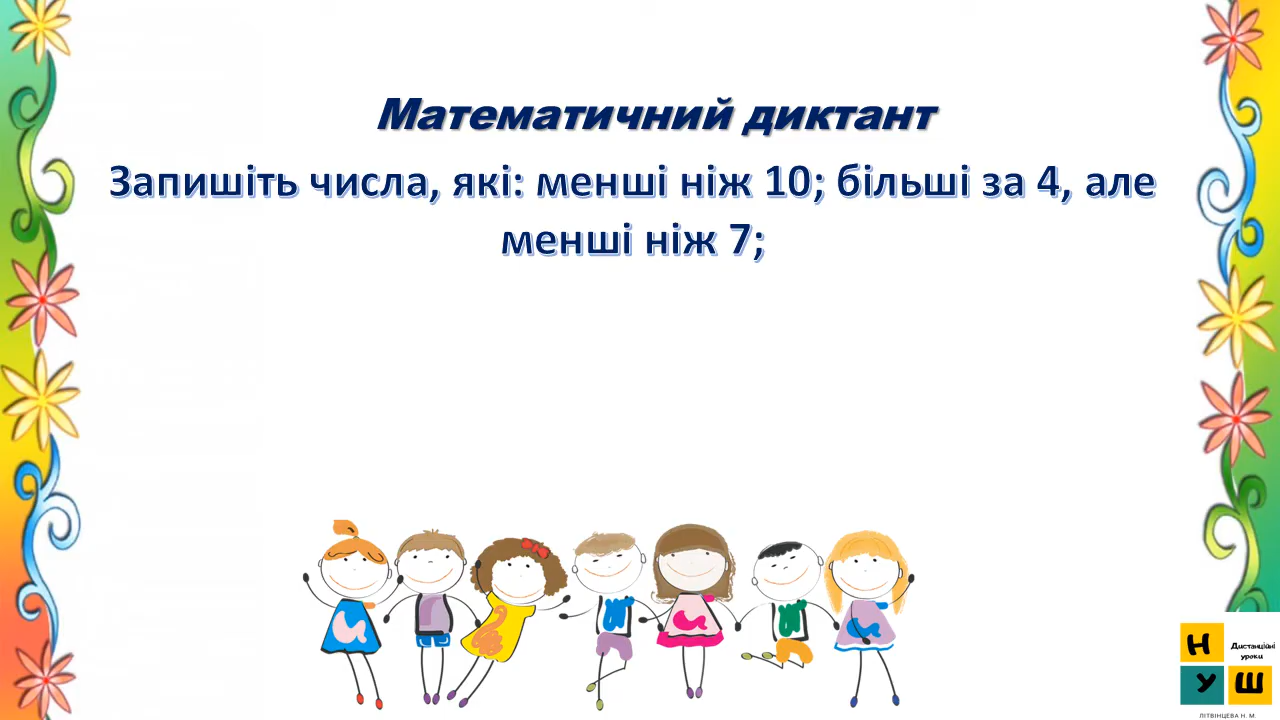 Математичний диктант
Запишіть числа, які: менші ніж 10; більші за 4, але
менші ніж 7;
Н
Дистанційні
уроки
У Ш
ЛІТВІНЦЕВА Н. М.